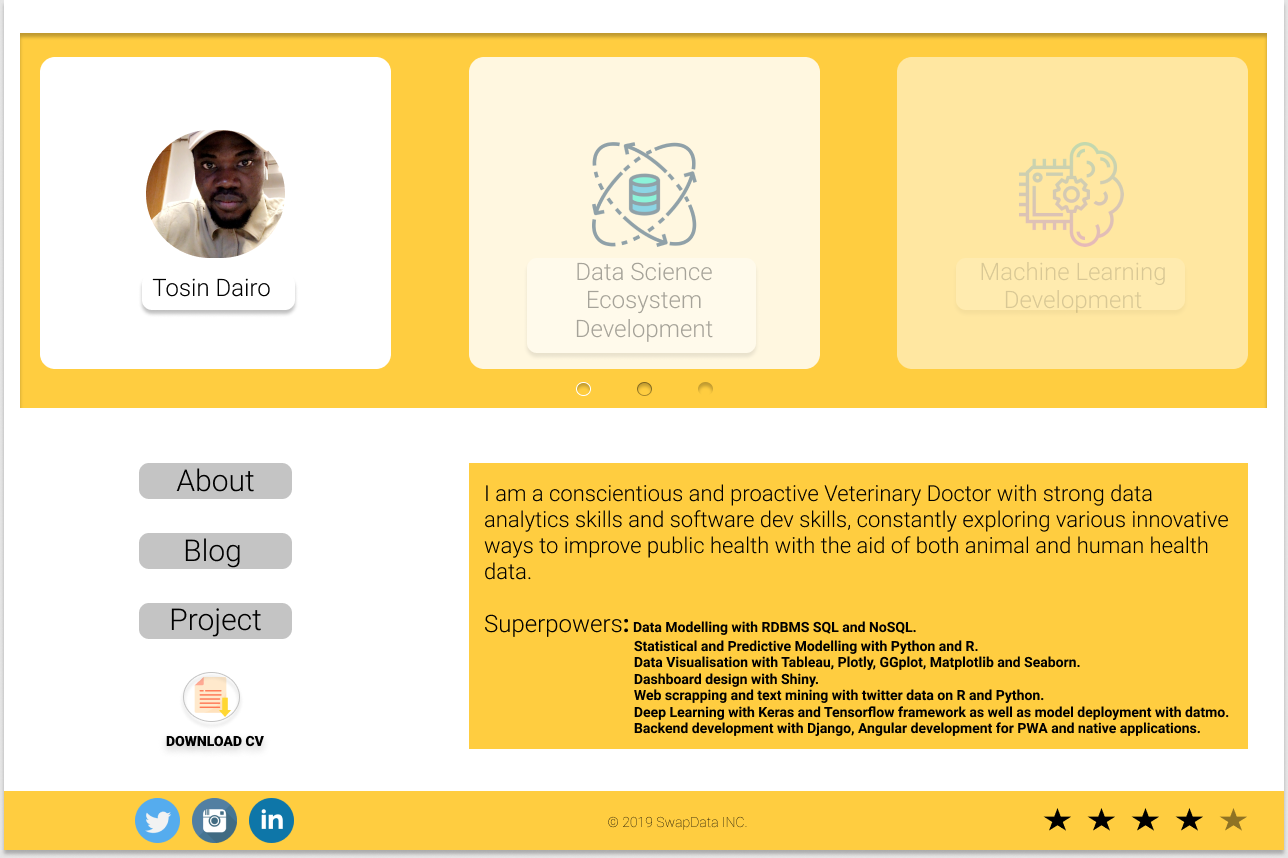 Tosin Dairo
Data Science
Ecosystem
Development
Machine Learning
Development
About
Blog
Project
DOWNLOAD CV
I am a conscientious and proactive Veterinary Doctor with strong data
analytics skills and software dev skills, constantly exploring various innovative
ways to improve public health with the aid of both animal and human health
data.
Superpowers: Data Modelling with RDBMS SQL and NoSQL.
Statistical and Predictive Modelling with Python and R.
Data Visualisation with Tableau, Plotly, GGplot, Matplotlib and Seaborn.
Dashboard design with Shiny.
Web scrapping and text mining with twitter data on R and Python.
Deep Learning with Keras and Tensorflow framework as well as model deployment with datmo.
Backend development with Django, Angular development for PWA and native applications.
in
© 2019 SwapData INC.